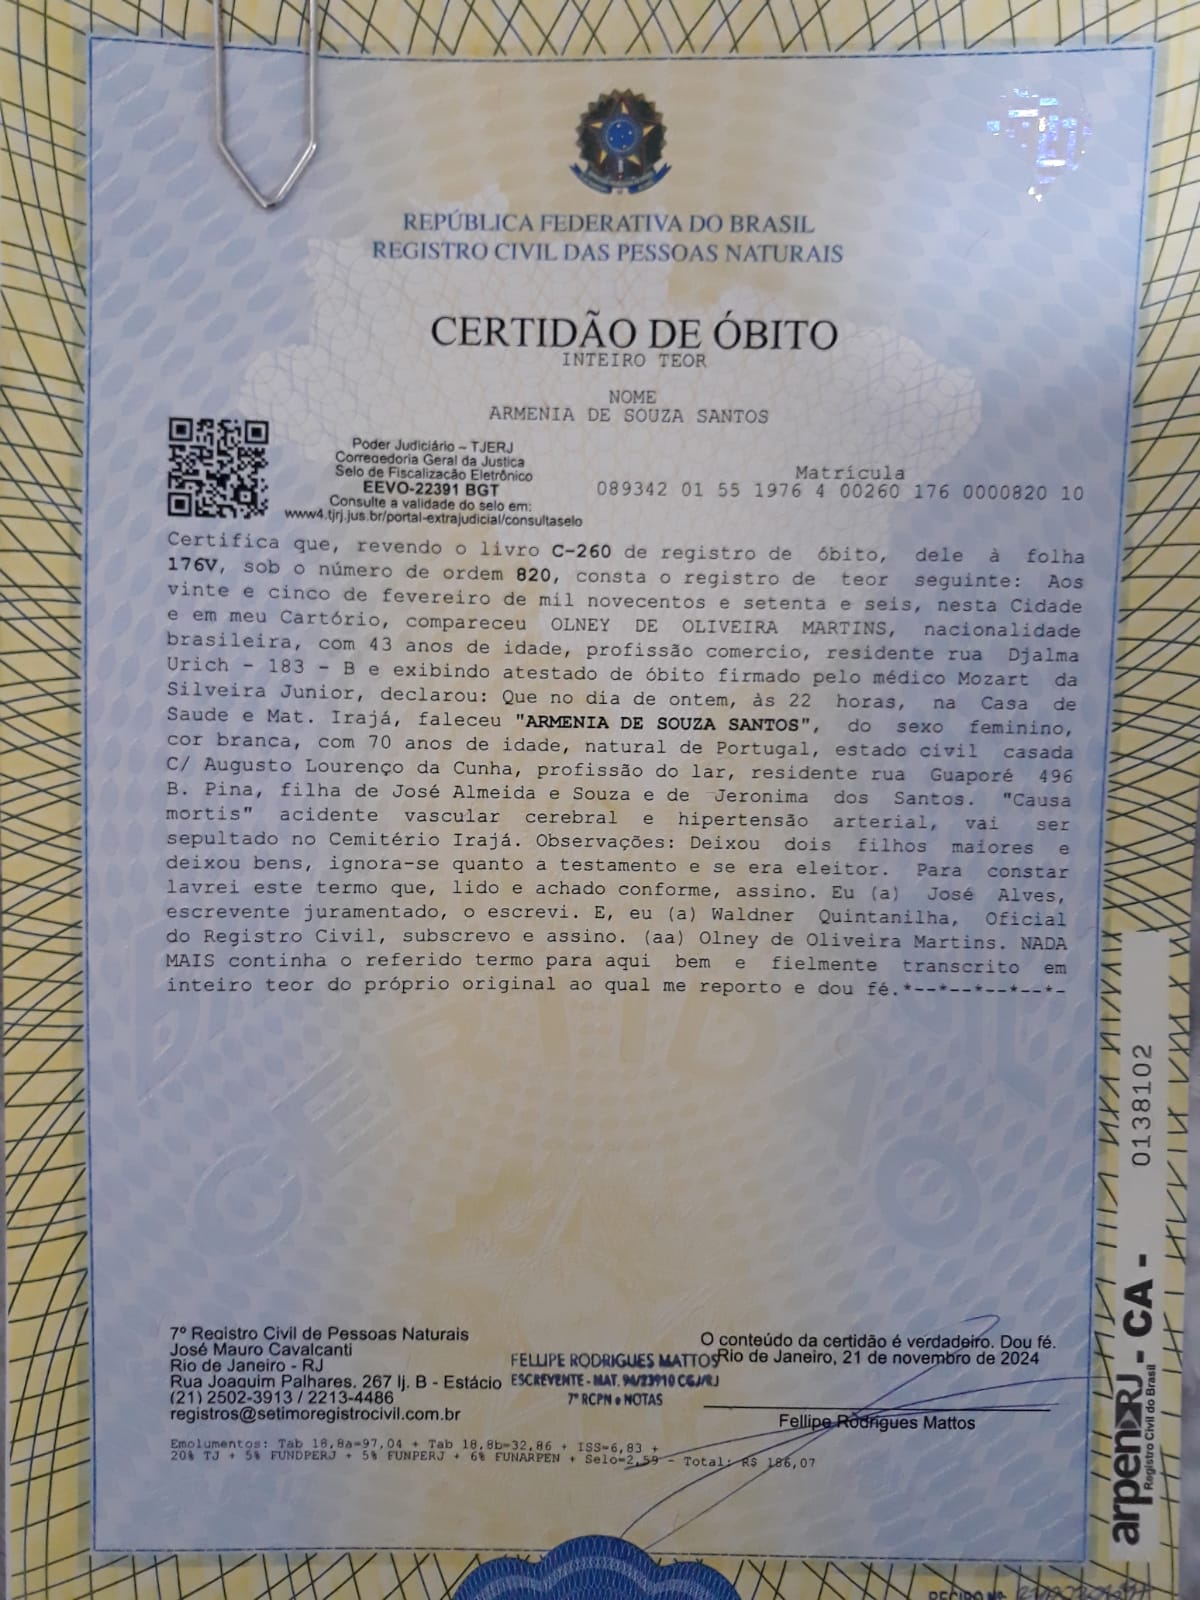 REPÚBLICA FEDERATIVA DO BRASIL
REGISTRO CIVIL DAS PESSOAS NATURAIS
CERTIDÃO DE ÓBITO
INTEIRO TEOR
NOME
ARMENIA DE SOUZA SANTOS
Poder Judiciário – TJERJ
Corregedoria Geral da Justica
Selo de Fiscalizacão Eletrônico
EEVO-22391 BGT
Consulte a validade do selo em:
www4.tjrj.jus.br/portal-extrajudicial/consultaselo
Matrícula
089342 01 55 1976 4 00260 176 0000820 10
Certifica que, revendo o livro C-260 de registro de óbito, dele à folha
176V, sob o número de ordem 820, consta o registro de teor seguinte: Aos
vinte e cinco de fevereiro de mil novecentos e setenta e seis, nesta Cidade
e em meu Cartório, compareceu OLNEY DE OLIVEIRA MARTINS, nacionalidade
brasileira, com 43 anos de idade, profissão comercio, residente rua Djalma
Urich - 183 - B e exibindo atestado de óbito firmado pelo médico Mozart da
Silveira Junior, declarou: Que no dia de ontem, às 22 horas, na Casa de
Saude e Mat. Irajá, faleceu "ARMENIA DE SOUZA SANTOS", do sexo feminino,
cor branca, com 70 anos de idade, natural de Portugal, estado civil casada
C/ Augusto Lourenço da Cunha, profissão do lar, residente rua Guaporé 496
B. Pina, filha de José Almeida e Souza e de Jeronima dos Santos. "Causa
mortis" acidente vascular cerebral e hipertensão arterial, vai ser
sepultado no Cemitério Irajá. Observações: Deixou dois filhos maiores e
deixou bens, ignora-se quanto a testamento e se era eleitor. Para constar
lavrei este termo que, lido e achado conforme, assino. Eu (a) José Alves,
escrevente juramentado, o escrevi. E, eu (a) Waldner Quintanilha, Oficial
do Registro Civil, subscrevo e assino. (aa) Olney de Oliveira Martins. NADA
MAIS continha o referido termo para aqui bem e fielmente transcrito em
inteiro teor do próprio original ao qual me reporto e dou fé.*--*--*--*--*-
CERTIDÃO
7º Registro Civil de Pessoas Naturais
José Mauro Cavalcanti
Rio de Janeiro - RJ
Rua Joaquim Palhares, 267 lj. B - Estácio
(21) 2502-3913 / 2213-4486
registros@setimoregistrocivil.com.br
FELLIPE RODRIGUES MATTOS
ESCREVENTE - MAT. 94/23910 CGJ/RJ
7º RCPN e NOTAS
O conteúdo da certidão é verdadeiro. Dou fé.
Rio de Janeiro, 21 de novembro de 2024
Fellipe Rodrigues Mattos
Emolumentos: Tab 18,8a=97,04 + Tab 18,8b=32,86 + ISS=6,83 +
20% TJ + 5% FUNDPERJ + 5% FUNPERJ + 6% FUNARPEN + Selo=2,59 - Total: R$ 186,07
arpenRJ - CA - 0138102
Registro Civil do Brasil
RECIBO Nº